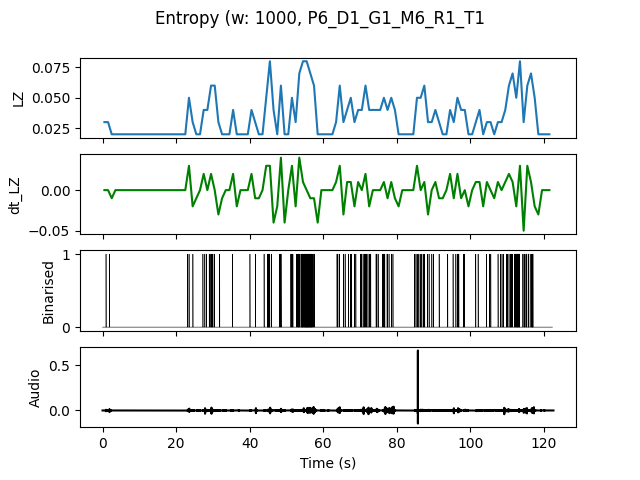 Entropy (w: 1000, P6_D1_G1_M6_R1_T1
0.075
0.050
0.025
LZ
0.00
−0.05
dt_LZ
1
0
Binarised
0.5
0.0
Audio
0 20 40 60 80 100 120
Time (s)